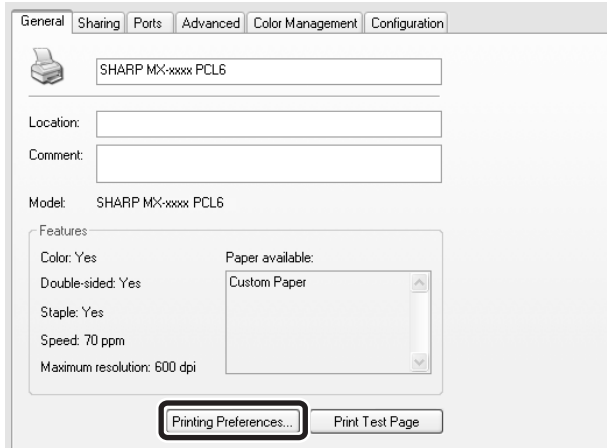 General Sharing Ports Advanced Color Management Configuration
SHARP MX-xxxx PCL6
Location:
Comment:
Model: SHARP MX-xxxx PCL6
Features
Color: Yes
Double-sided: Yes
Staple: Yes
Speed: 70 ppm
Maximum resolution: 600 dpi
Paper available:
Custom Paper
Printing Preferences... Print Test Page